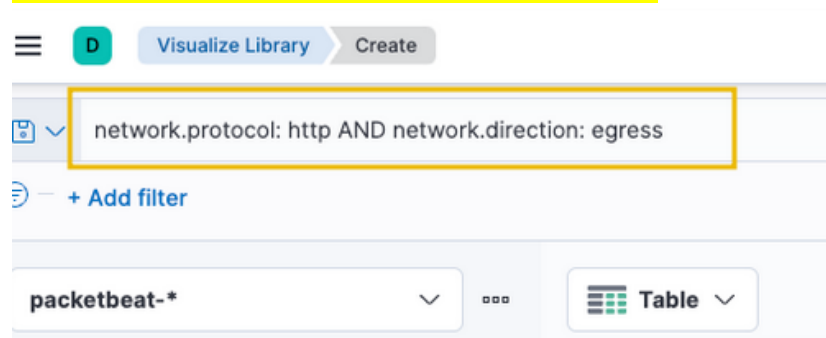 D Visualize Library Create
network.protocol: http AND network.direction: egress
+ Add filter
packetbeat-* Table